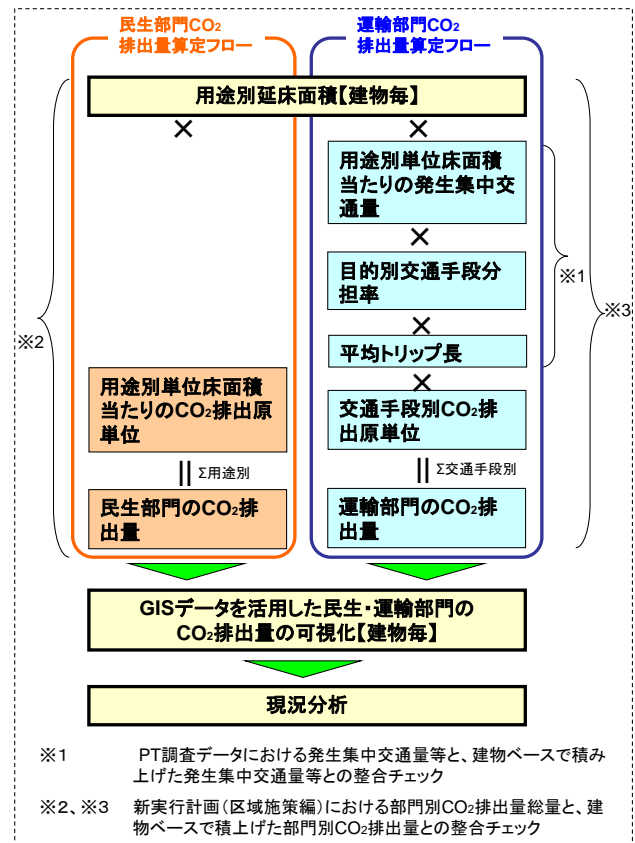 民生部門CO₂
排出量算定フロー
運輸部門CO₂
排出量算定フロー
用途別延床面積【建物毎】
×
×
用途別単位床面積
当たりの発生集中交
通量
×
目的別交通手段分
担率
×
平均トリップ長
×
※1
※2
※3
用途別単位床面積
当たりのCO₂排出原
単位
交通手段別CO₂排
出原単位
|| Σ用途別
|| Σ交通手段別
民生部門のCO₂排
出量
運輸部門のCO₂排
出量
GISデータを活用した民生・運輸部門の
CO₂排出量の可視化【建物毎】
現況分析
※1 PT調査データにおける発生集中交通量等と、建物ベースで積み
上げた発生集中交通量等との整合チェック
※2、※3 新実行計画(区域施策編)における部門別CO₂排出量総量と、建
物ベースで積上げた部門別CO₂排出量との整合チェック